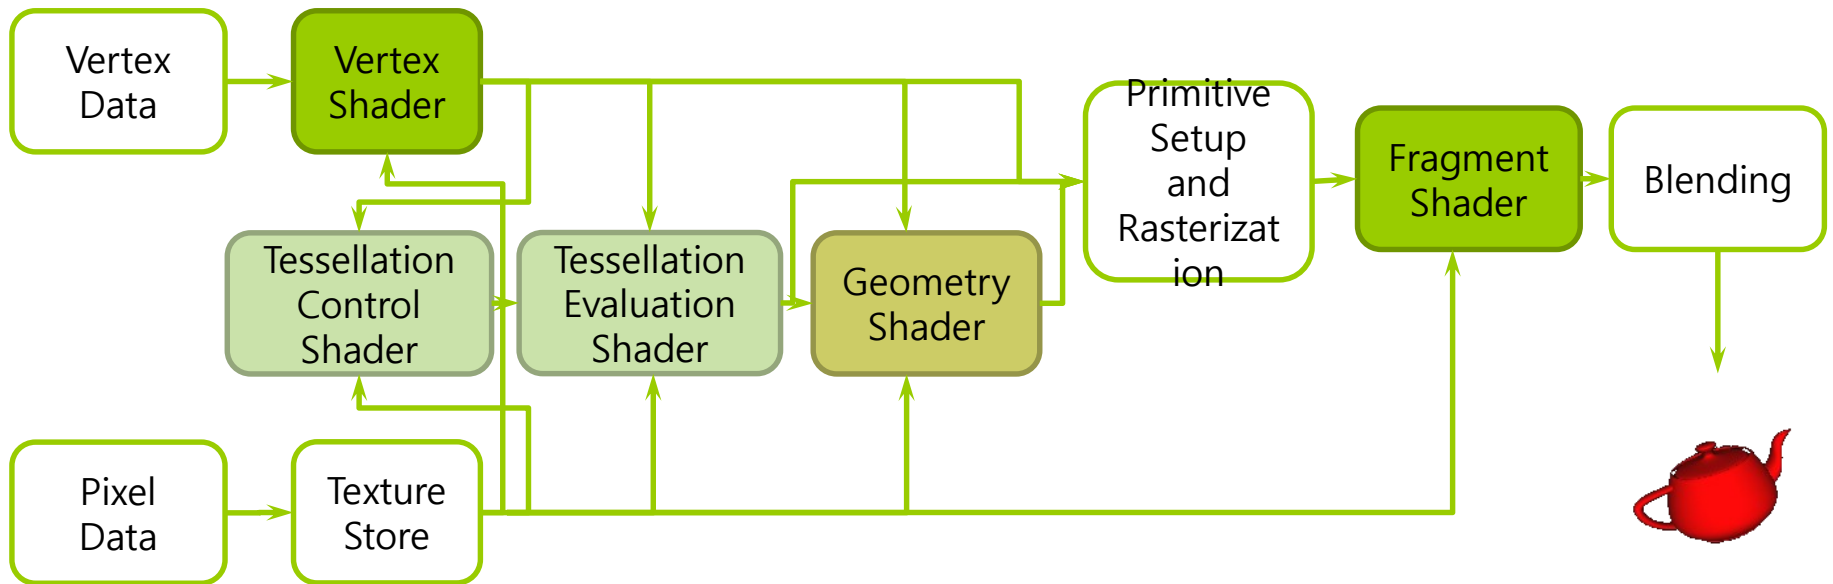 Vertex
Data
Vertex
Shader
Tessellation
Control
Shader
Tessellation
Evaluation
Shader
Geometry
Shader
Primitive
Setup
and
Rasterizat
ion
Fragment
Shader
Blending
Pixel
Data
Texture
Store